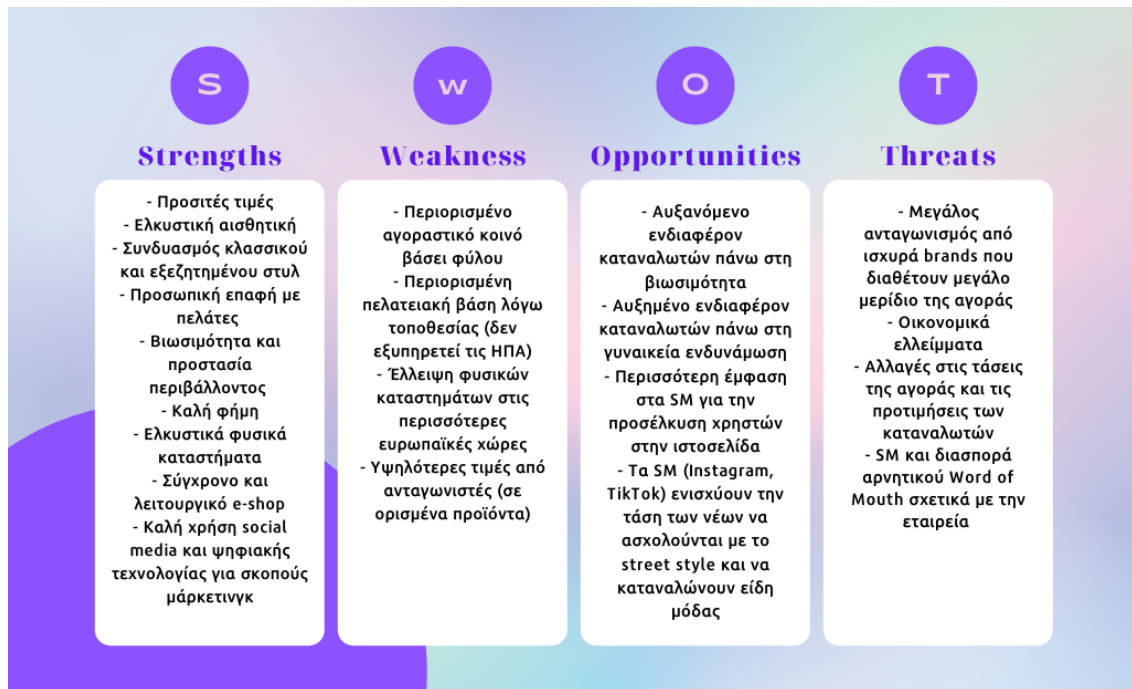 S
Strengths
- Προσιτές τιμές
- Ελκυστική αισθητική
- Συνδυασμός κλασσικού
και εξεζητημένου στυλ
- Προσωπική επαφή με
πελάτες
- Βιωσιμότητα και
προστασία
περιβάλλοντος
- Καλή φήμη
- Ελκυστικά φυσικά
καταστήματα
- Σύγχρονο και
λειτουργικό e-shop
- Καλή χρήση social
media και ψηφιακής
τεχνολογίας για σκοπούς
μάρκετινγκ
w
Weakness
- Περιορισμένο
αγοραστικό κοινό
βάσει φύλου
- Περιορισμένη
πελατειακή βάση λόγω
τοποθεσίας (δεν
εξυπηρετεί τις ΗΠΑ)
- Έλλειψη φυσικών
καταστημάτων στις
περισσότερες
ευρωπαϊκές χώρες
- Υψηλότερες τιμές από
ανταγωνιστές (σε
ορισμένα προϊόντα)
O
Opportunities
- Αυξανόμενο
ενδιαφέρον
καταναλωτών πάνω στη
βιωσιμότητα
- Αυξημένο ενδιαφέρον
καταναλωτών πάνω στη
γυναικεία ενδυνάμωση
- Περισσότερη έμφαση
στα SM για την
προσέλκυση χρηστών
στην ιστοσελίδα
- Τα SM (Instagram,
TikTok) ενισχύουν την
τάση των νέων να
ασχολούνται με το
street style και να
καταναλώνουν είδη
μόδας
T
Threats
- Μεγάλος
ανταγωνισμός από
ισχυρά brands που
διαθέτουν μεγάλο
μερίδιο της αγοράς
- Οικονομικά
ελλείμματα
- Αλλαγές στις τάσεις
της αγοράς και τις
προτιμήσεις των
καταναλωτών
- SM και διασπορά
αρνητικού Word of
Mouth σχετικά με την
εταιρεία